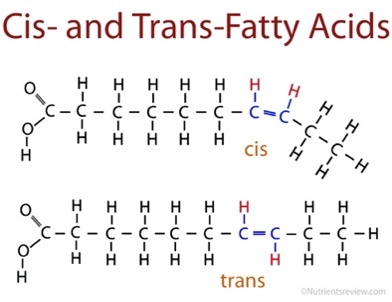 Cis- and Trans-Fatty Acids
O H H H H H H H
C – C – C – C – C – C – C = C
O H H H H H C H
H cis H C H
H H
O H H H H H H H H
C – C – C – C – C – C – C = C – C – C – H
O H H H H H H H H
H trans
©Nutrientsreview.com